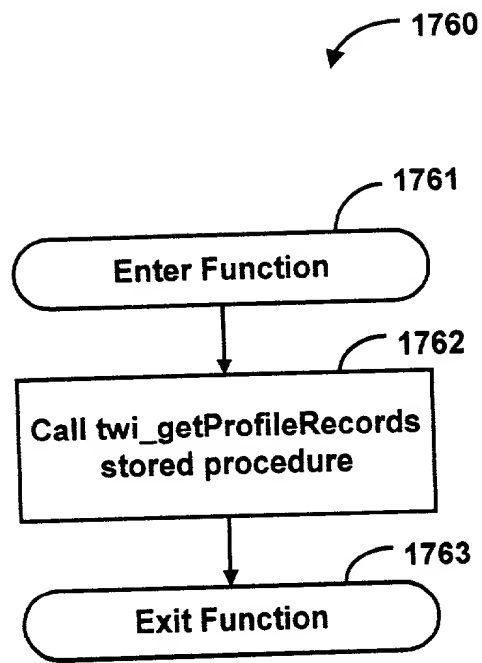 1760
1761
Enter Function
1762
Call twi_getProfileRecords
stored procedure
1763
Exit Function